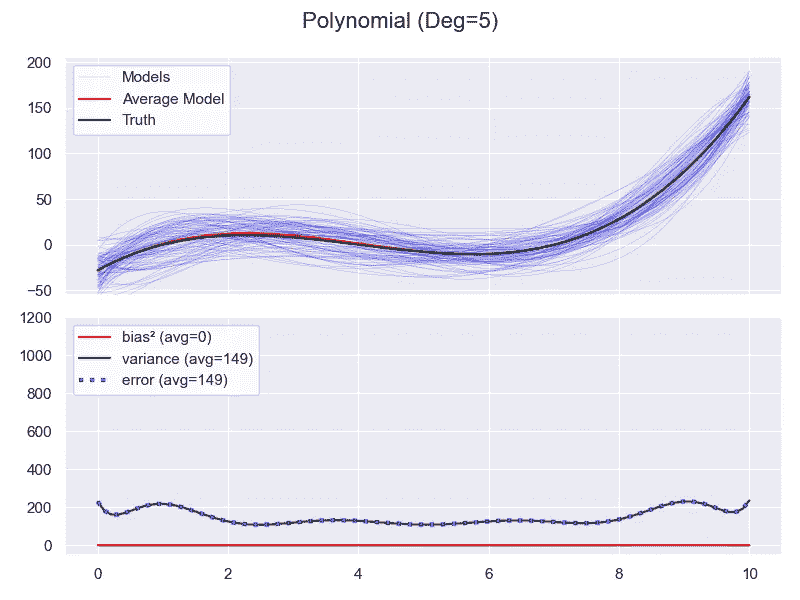 Polynomial (Deg=5)
200
150
100
50
0
−50
Models
Average Model
Truth
1200
1000
800
600
400
200
0
bias² (avg=0)
variance (avg=149)
error (avg=149)
0 2 4 6 8 10